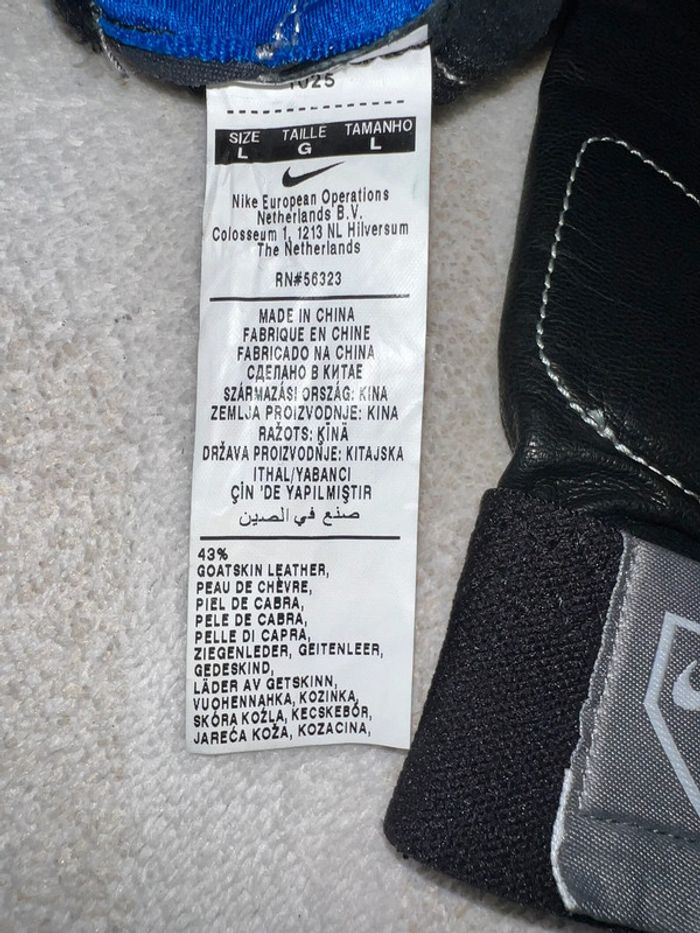 SIZE TAILLE TAMANHO
L G L
Nike European Operations
Netherlands B.V.
Colosseum 1, 1213 NL Hilversum
The Netherlands
RN#56323
MADE IN CHINA
FABRIQUE EN CHINE
FABRICADO NA CHINA
СДЕЛАНО В КИТАЕ
SZÁRMAZÁSI ORSZÁG: KINA
ZEMLJA PROIZVODNJE: KINA
RAŽOTS: ĶĪNĀ
DRŽAVA PROIZVODNJE: KITAJSKA
ITHAL/YABANCI
ÇİN 'DE YAPILMIŞTIR
صنع في الصين
43%
GOATSKIN LEATHER,
PEAU DE CHÈVRE,
PIEL DE CABRA,
PELE DE CABRA,
PELLE DI CAPRA,
ZIEGENLEDER, GEITENLEER,
GEDESKIND,
LÄDER AV GETSKINN,
VUOHENNAHKA, KOZINKA,
SKÓRA KOŹLA, KECSKEBŐR,
JAREĆA KOŽA, KOZACINA,